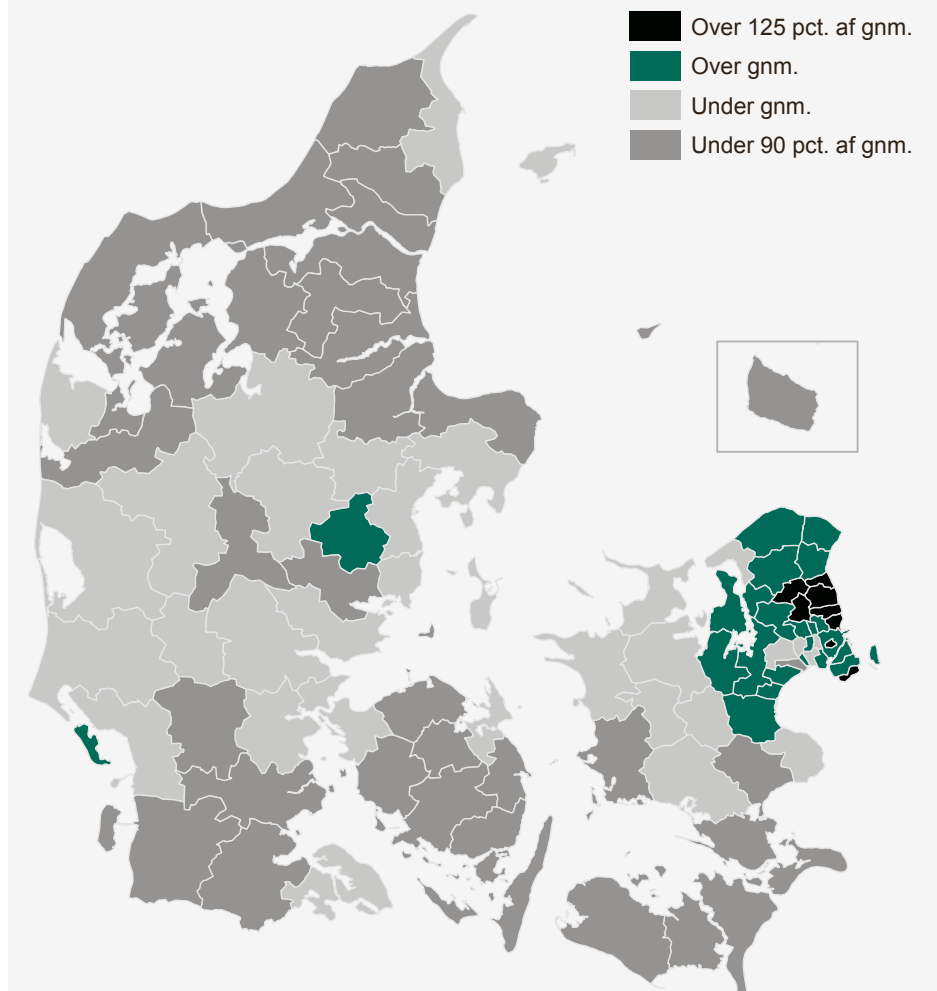 Over 125 pct. af gnm.
Over gnm.
Under gnm.
Under 90 pct. af gnm.